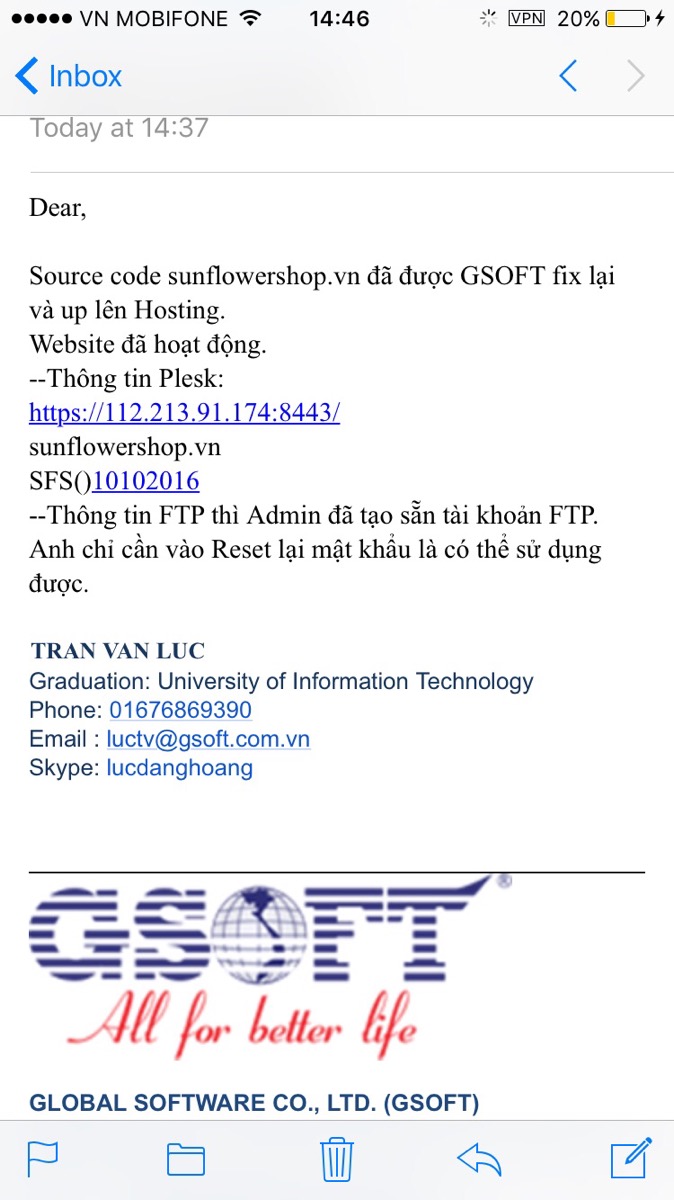 VN MOBIFONE 14:46 VPN 20%
Inbox
Today at 14:37
Dear,
Source code sunflowershop.vn đã được GSOFT fix lại
và up lên Hosting.
Website đã hoạt động.
--Thông tin Plesk:
https://112.213.91.174:8443/
sunflowershop.vn
SFS()10102016
--Thông tin FTP thì Admin đã tạo sẵn tài khoản FTP.
Anh chỉ cần vào Reset lại mật khẩu là có thể sử dụng
được.
TRAN VAN LUC
Graduation: University of Information Technology
Phone: 01676869390
Email : luctv@gsoft.com.vn
Skype: lucdanghoang
GSOFT ®
All for better life
GLOBAL SOFTWARE CO., LTD. (GSOFT)